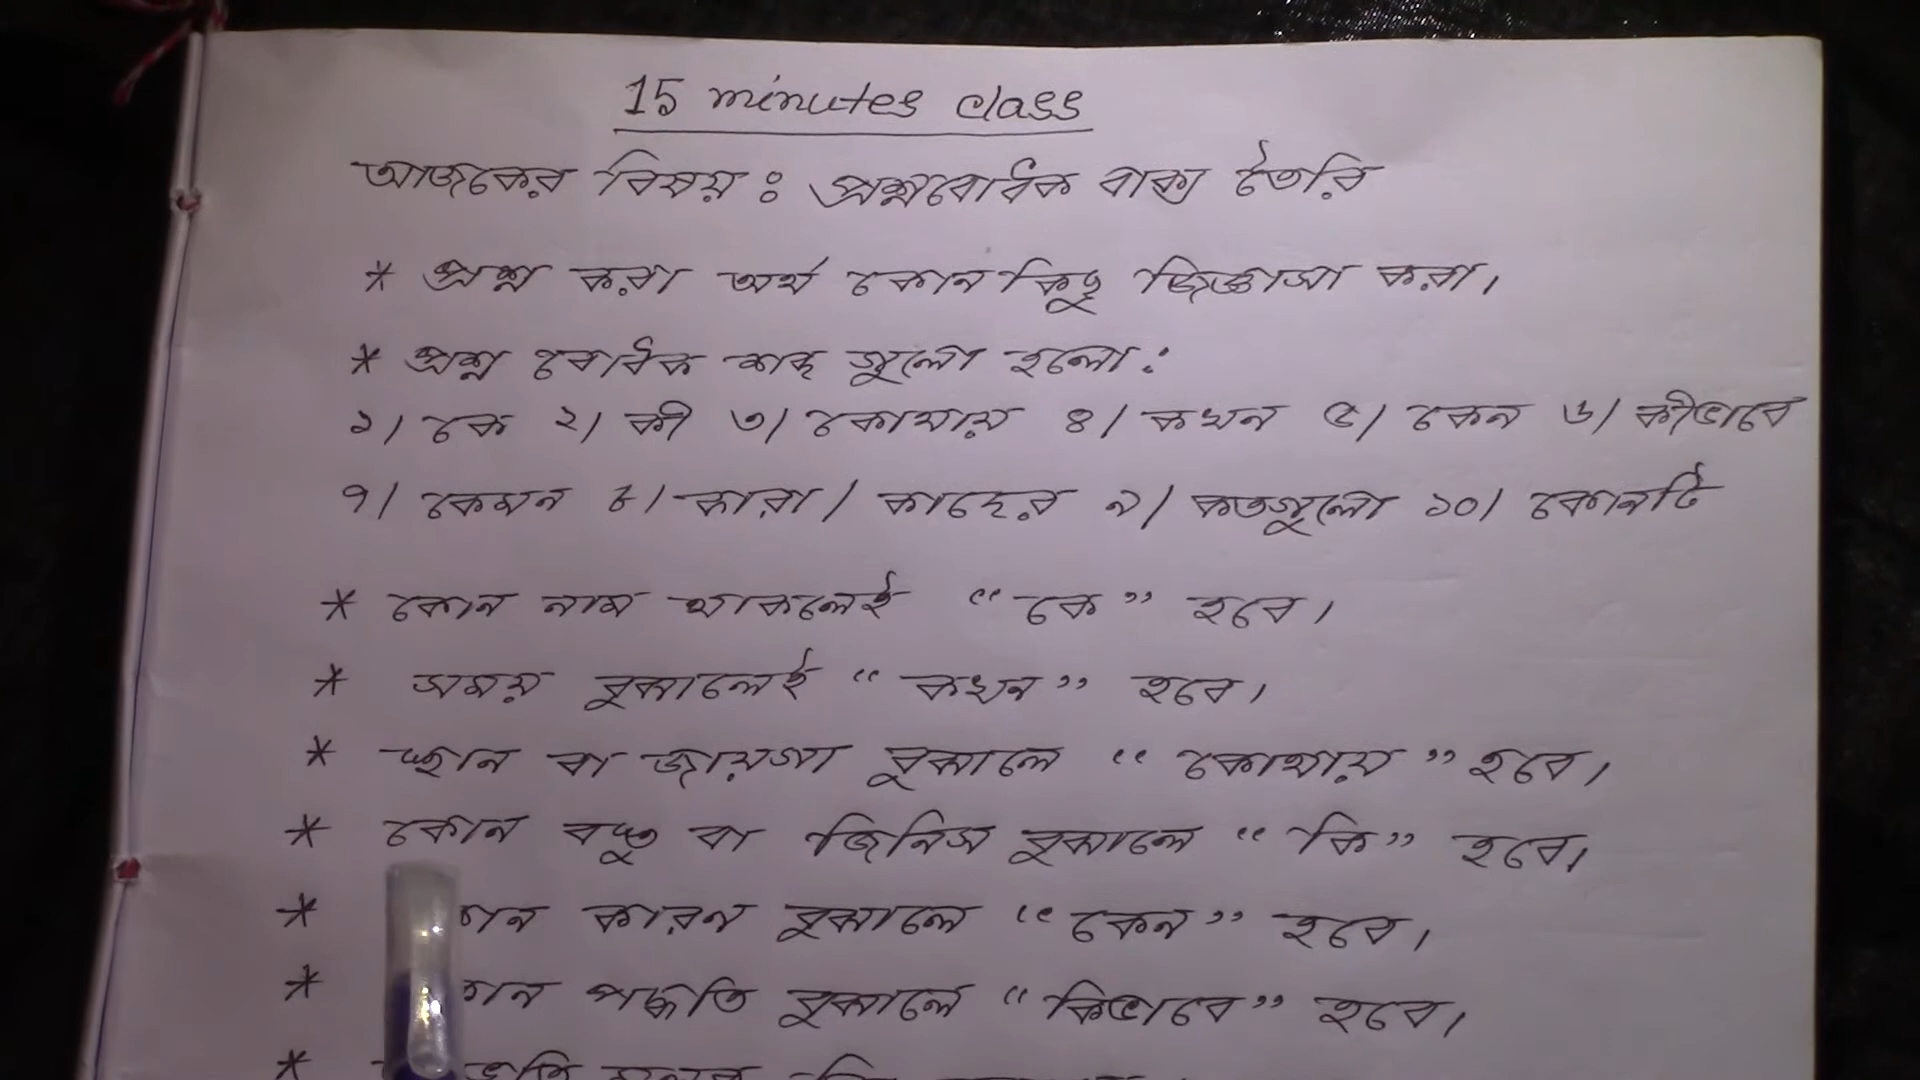 15 minutes class
আজকের বিষয় : প্রশ্নবোধক বাক্য তৈরি
* প্রশ্ন করা অর্থ কোন কিছু জিজ্ঞাসা করা।
* প্রশ্ন বোধক শব্দ গুলো হলো :
১/ কে ২/ কী ৩/ কোথায় ৪/ কখন ৫/ কেন ৬/ কীভাবে
৭/ কেমন ৮/ কারা/ কাদের ৯/ কতগুলো ১০/ কোনটি
* কোন নাম থাকলেই “কে” হবে।
* সময় বুঝালেই “কখন” হবে।
* স্থান বা জায়গা বুঝালে “কোথায়” হবে।
* কোন বস্তু বা জিনিস বুঝালে “কি” হবে।
* কারন বুঝালে “কেন” হবে।
* পদ্ধতি বুঝালে “কিভাবে” হবে।
*